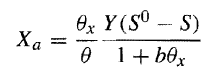 X_a = \frac{\theta_x}{\theta} \frac{Y(S^0 - S)}{1 + b\theta_x}